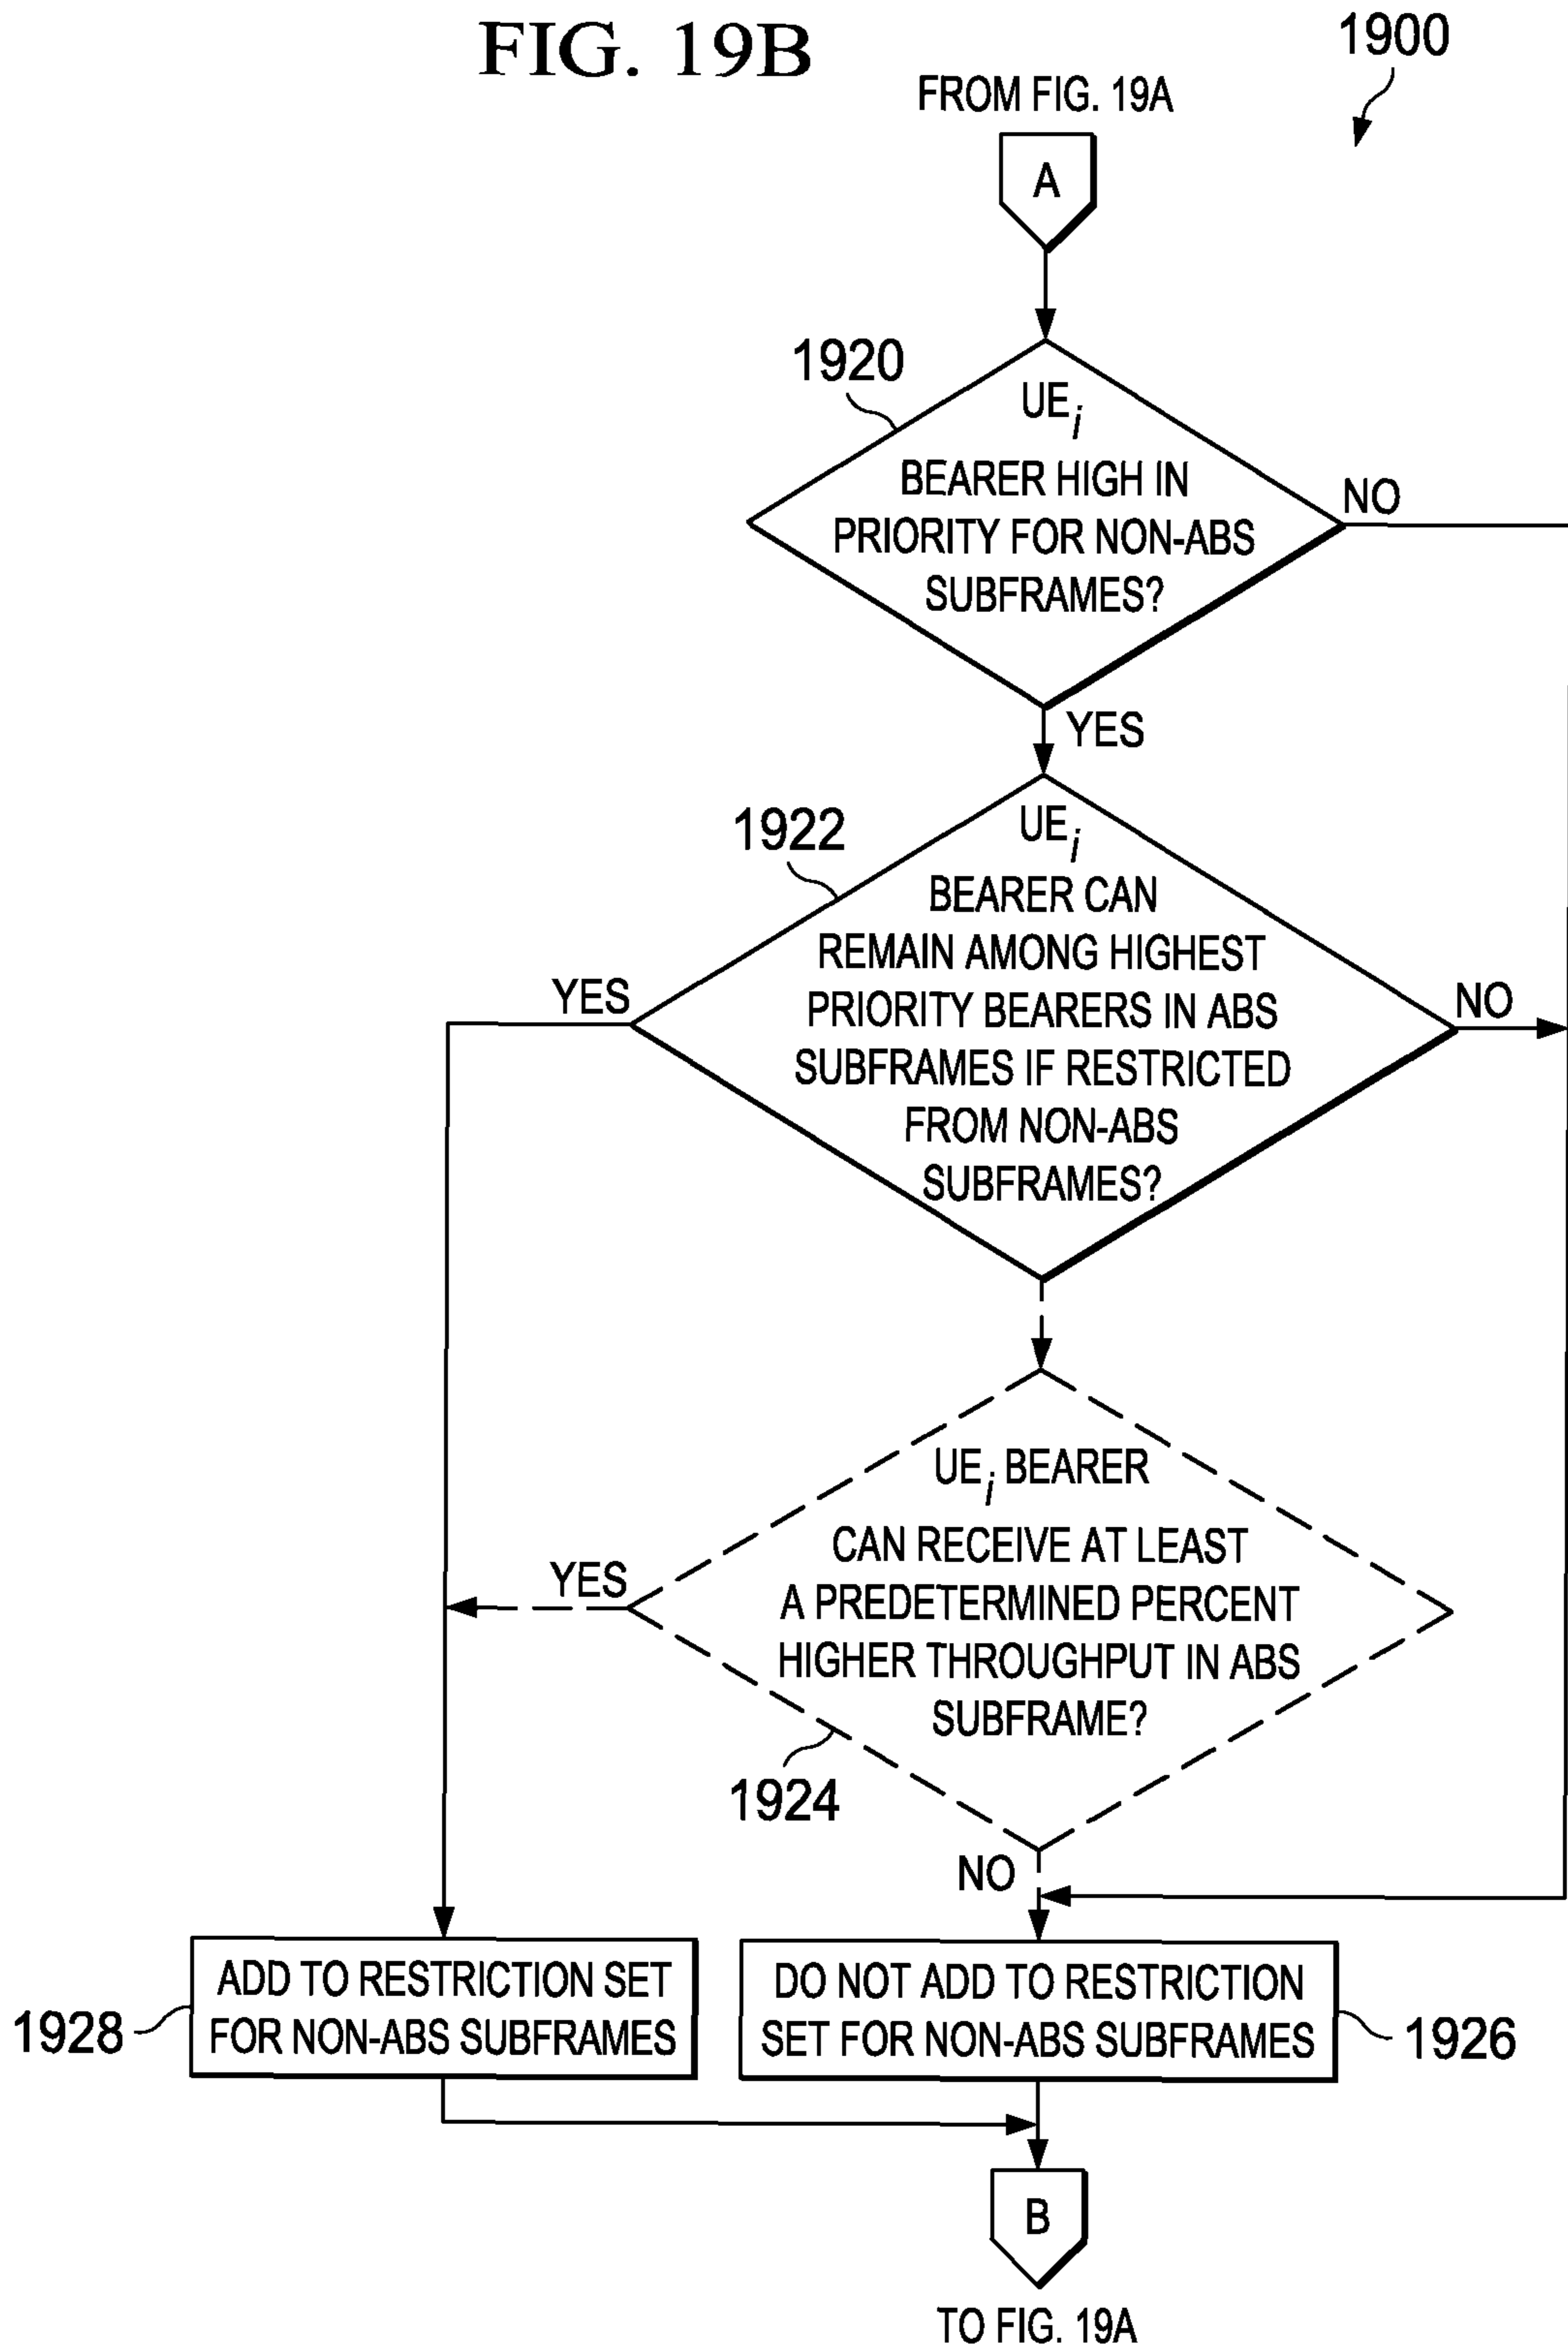 FIG. 19B
1900
FROM FIG. 19A
A
1920
UEi
BEARER HIGH IN
PRIORITY FOR NON-ABS
SUBFRAMES?
NO
YES
1922
UEi
BEARER CAN
REMAIN AMONG HIGHEST
PRIORITY BEARERS IN ABS
SUBFRAMES IF RESTRICTED
FROM NON-ABS
SUBFRAMES?
YES
NO
UEi BEARER
CAN RECEIVE AT LEAST
A PREDETERMINED PERCENT
HIGHER THROUGHPUT IN ABS
SUBFRAME?
YES
1924
NO
ADD TO RESTRICTION SET
FOR NON-ABS SUBFRAMES
1928
DO NOT ADD TO RESTRICTION
SET FOR NON-ABS SUBFRAMES
1926
B
TO FIG. 19A